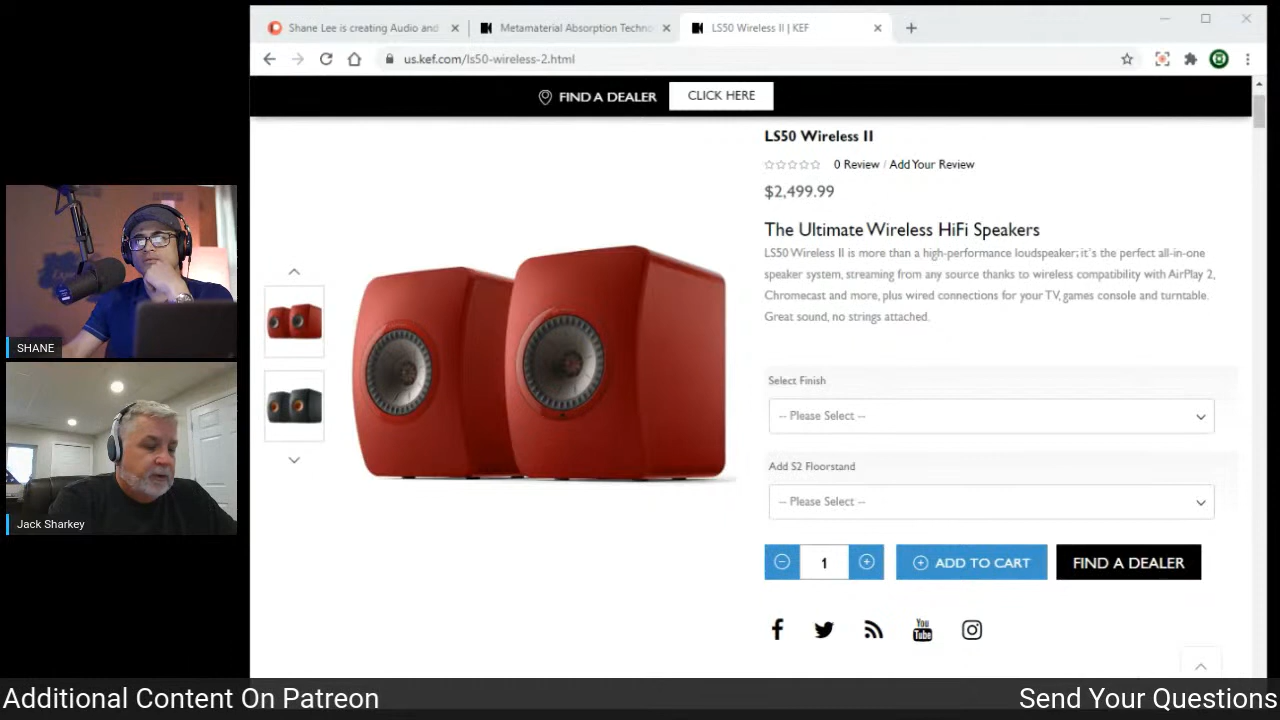 Shane Lee is creating Audio and
Metamaterial Absorption Techno
LS50 Wireless II | KEF
us.kef.com/ls50-wireless-2.html
FIND A DEALER
CLICK HERE
LS50 Wireless II
0 Review / Add Your Review
$2,499.99
The Ultimate Wireless HiFi Speakers
LS50 Wireless II is more than a high-performance loudspeaker; it's the perfect all-in-one
speaker system, streaming from any source thanks to wireless compatibility with AirPlay 2,
Chromecast and more, plus wired connections for your TV, games console and turntable.
Great sound, no strings attached.
Select Finish
-- Please Select --
Add S2 Floorstand
-- Please Select --
1
ADD TO CART
FIND A DEALER
You
Tube
SHANE
Jack Sharkey
Additional Content On Patreon
Send Your Questions